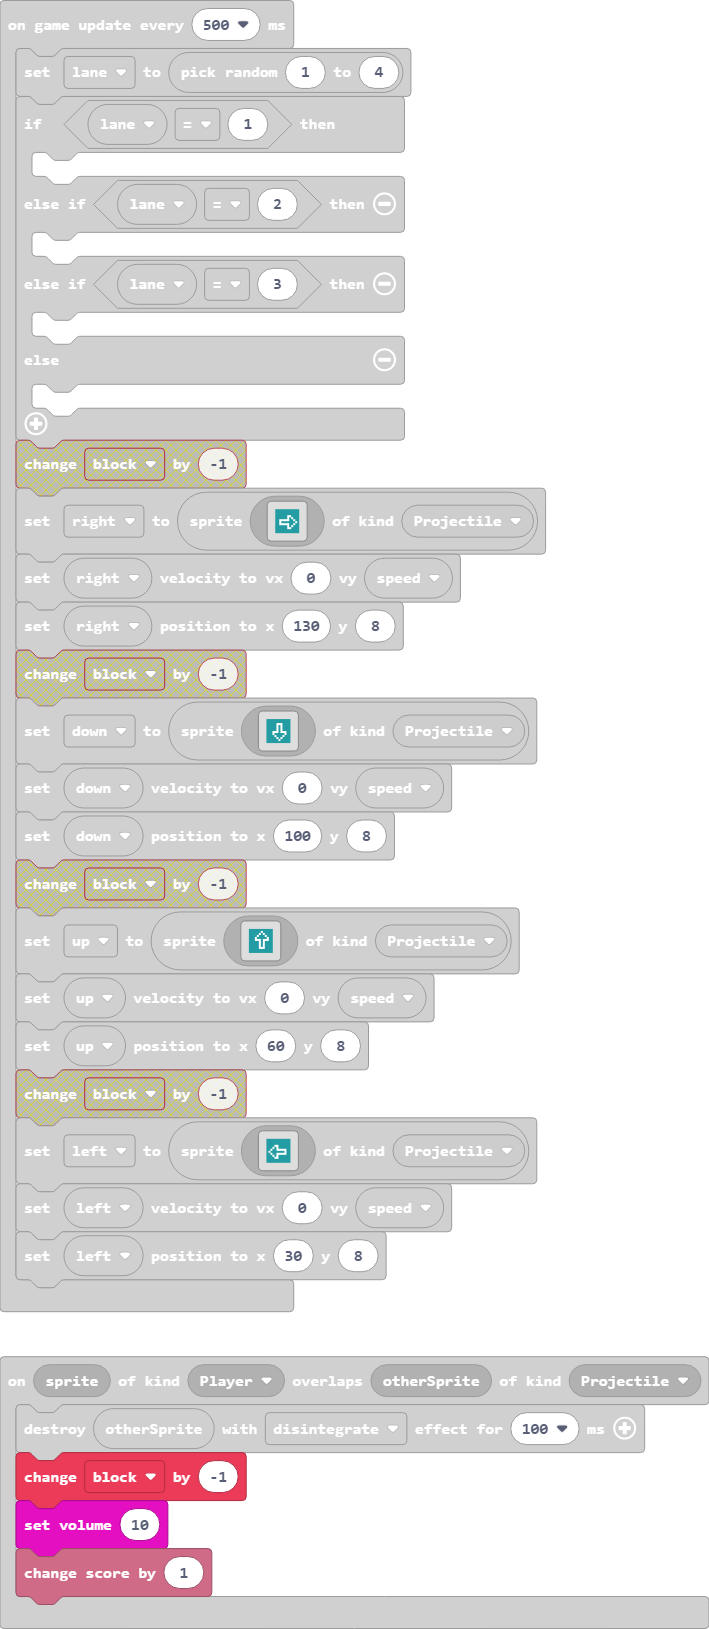 on game update every 500 ms
set lane to pick random 1 to 4
if lane = 1 then
else if lane = 2 then
else if lane = 3 then
else
change block by -1
set right to sprite of kind Projectile
set right velocity to vx 0 vy speed
set right position to x 130 y 8
change block by -1
set down to sprite of kind Projectile
set down velocity to vx 0 vy speed
set down position to x 100 y 8
change block by -1
set up to sprite of kind Projectile
set up velocity to vx 0 vy speed
set up position to x 60 y 8
change block by -1
set left to sprite of kind Projectile
set left velocity to vx 0 vy speed
set left position to x 30 y 8
on sprite of kind Player overlaps otherSprite of kind Projectile
destroy otherSprite with disintegrate effect for 100 ms
change block by -1
set volume 10
change score by 1